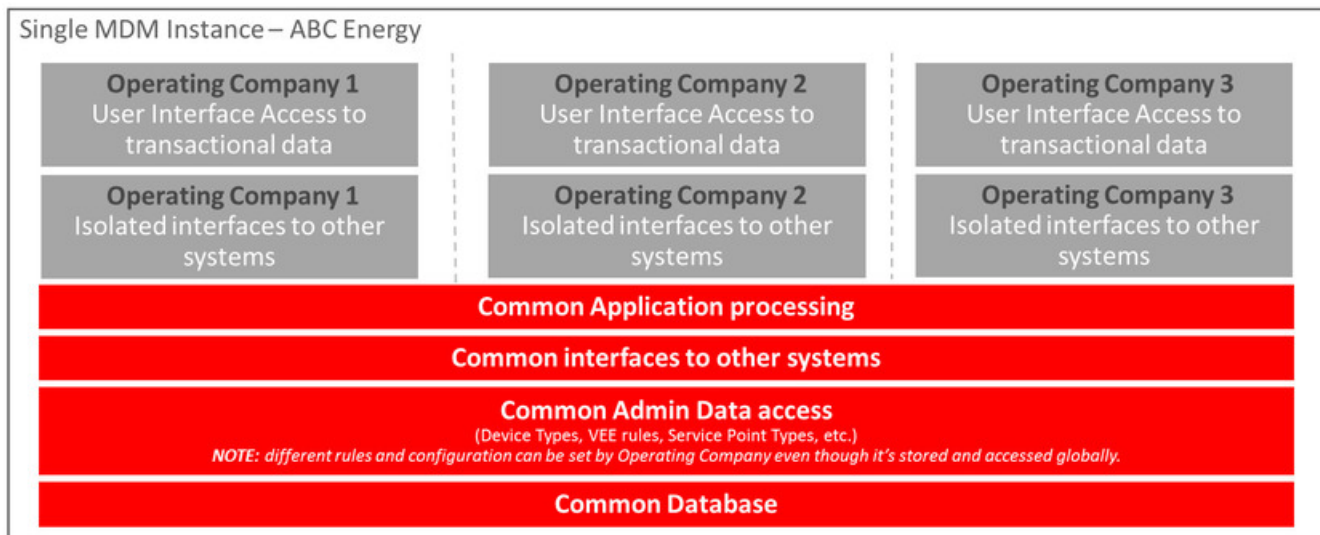 Single MDM Instance – ABC Energy
Operating Company 1
User Interface Access to
transactional data
Operating Company 2
User Interface Access to
transactional data
Operating Company 3
User Interface Access to
transactional data
Operating Company 1
Isolated interfaces to other
systems
Operating Company 2
Isolated interfaces to other
systems
Operating Company 3
Isolated interfaces to other
systems
Common Application processing
Common interfaces to other systems
Common Admin Data access
(Device Types, VEE rules, Service Point Types, etc.)
NOTE: different rules and configuration can be set by Operating Company even though it’s stored and accessed globally.
Common Database